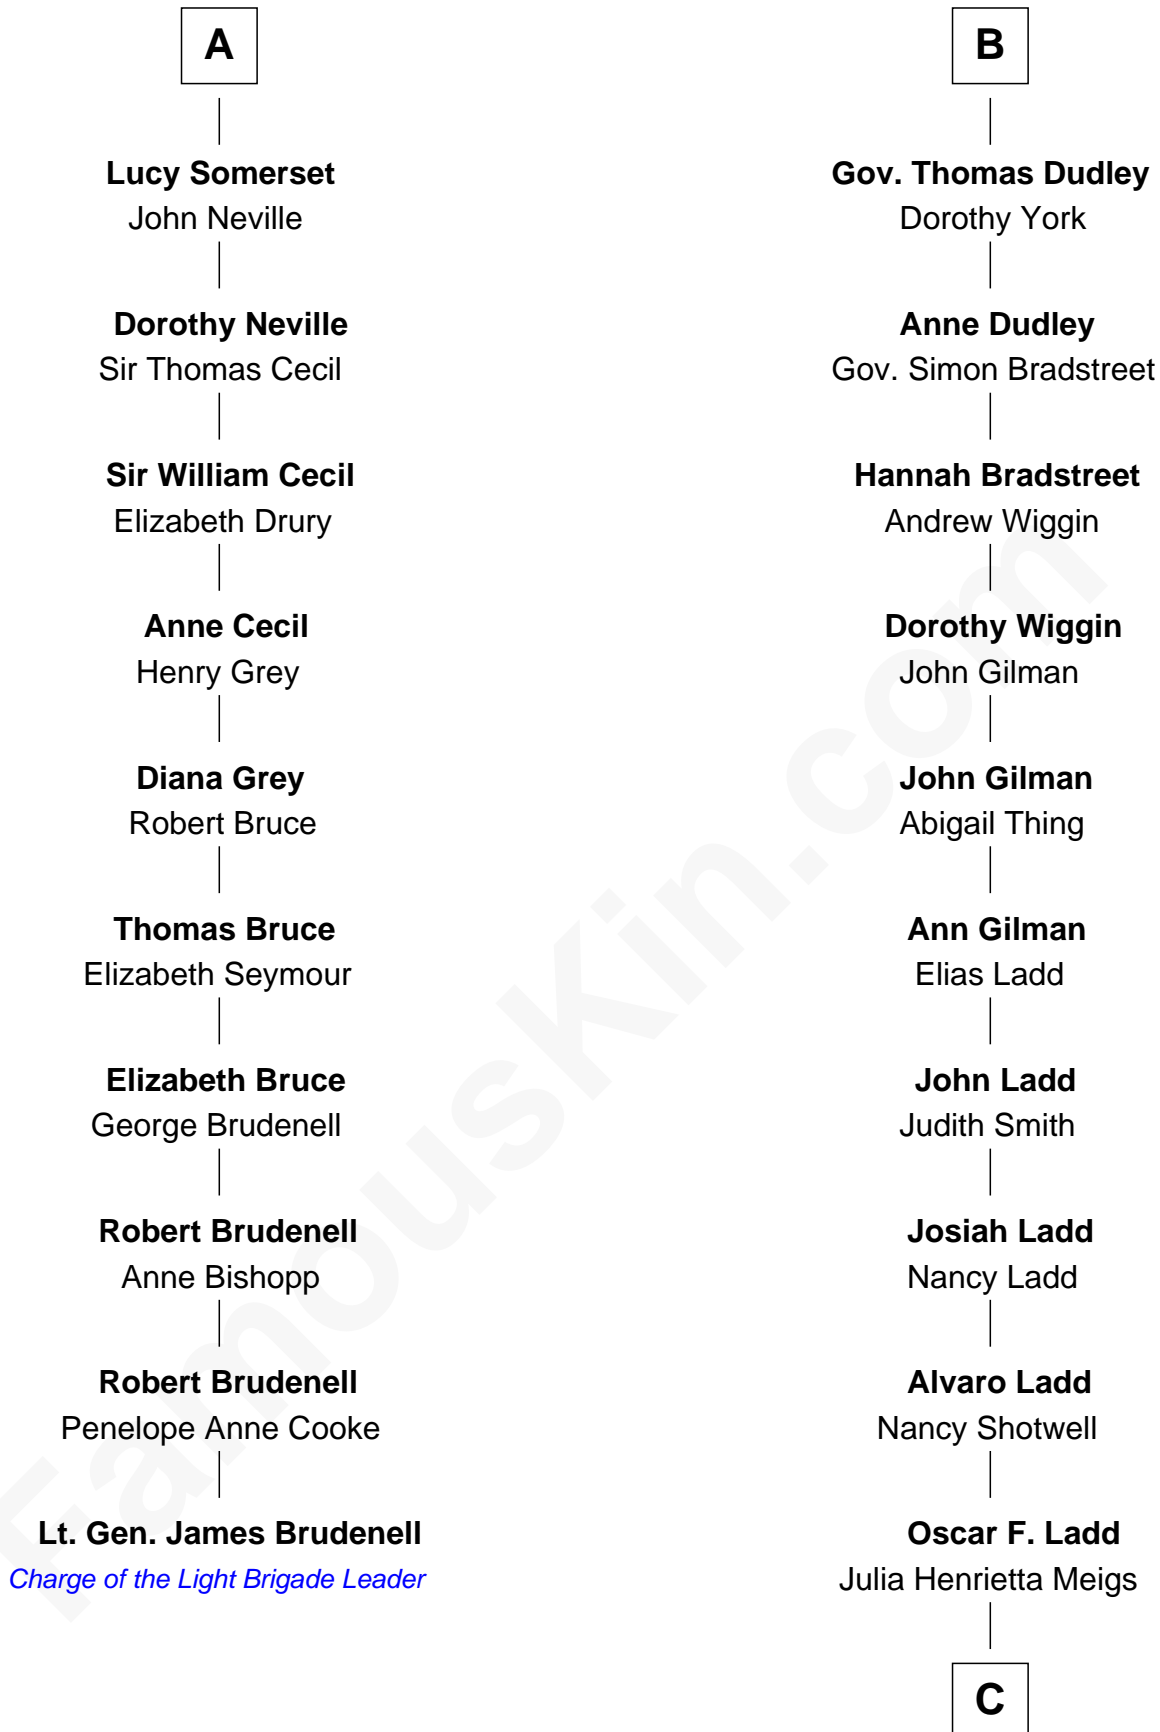 A
Lucy Somerset
John Neville
Dorothy Neville
Sir Thomas Cecil
Sir William Cecil
Elizabeth Drury
Anne Cecil
Henry Grey
Diana Grey
Robert Bruce
Thomas Bruce
Elizabeth Seymour
Elizabeth Bruce
George Brudenell
Robert Brudenell
Anne Bishopp
Robert Brudenell
Penelope Anne Cooke
Lt. Gen. James Brudenell
Charge of the Light Brigade Leader
B
Gov. Thomas Dudley
Dorothy York
Anne Dudley
Gov. Simon Bradstreet
Hannah Bradstreet
Andrew Wiggin
Dorothy Wiggin
John Gilman
John Gilman
Abigail Thing
Ann Gilman
Elias Ladd
John Ladd
Judith Smith
Josiah Ladd
Nancy Ladd
Alvaro Ladd
Nancy Shotwell
Oscar F. Ladd
Julia Henrietta Meigs
C
FamousKin.com